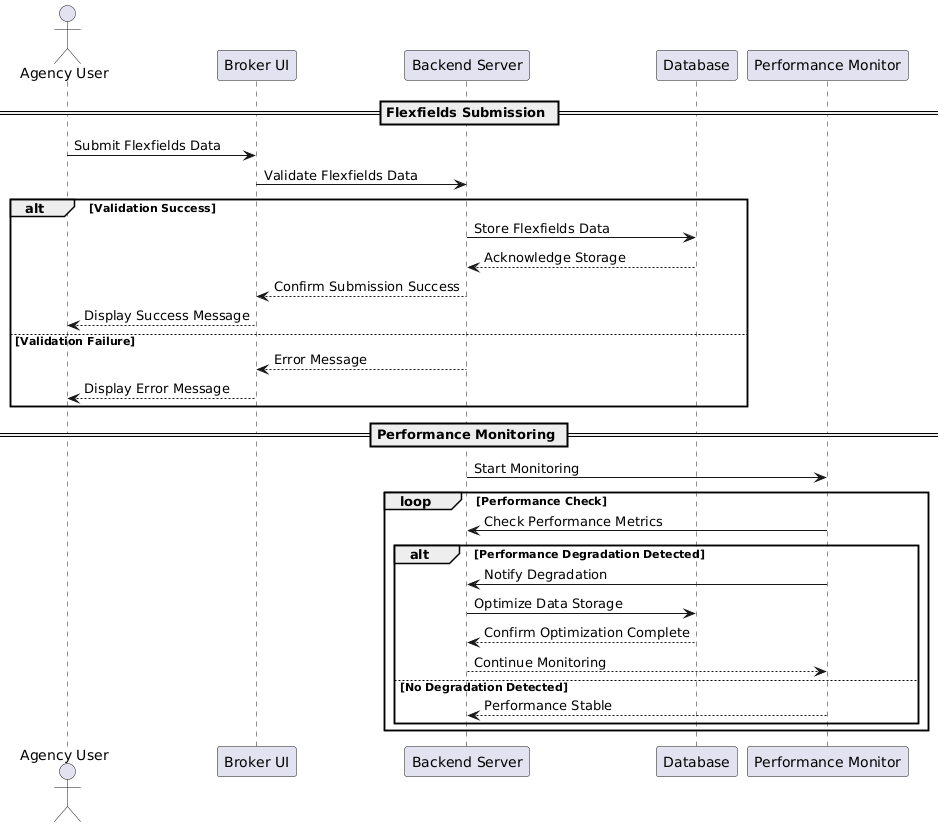 Agency User
Broker UI
Backend Server
Database
Performance Monitor
Flexfields Submission
Submit Flexfields Data
Validate Flexfields Data
alt
[Validation Success]
Store Flexfields Data
Acknowledge Storage
Confirm Submission Success
Display Success Message
[Validation Failure]
Error Message
Display Error Message
Performance Monitoring
Start Monitoring
loop
[Performance Check]
Check Performance Metrics
alt
[Performance Degradation Detected]
Notify Degradation
Optimize Data Storage
Confirm Optimization Complete
Continue Monitoring
[No Degradation Detected]
Performance Stable
Agency User
Broker UI
Backend Server
Database
Performance Monitor